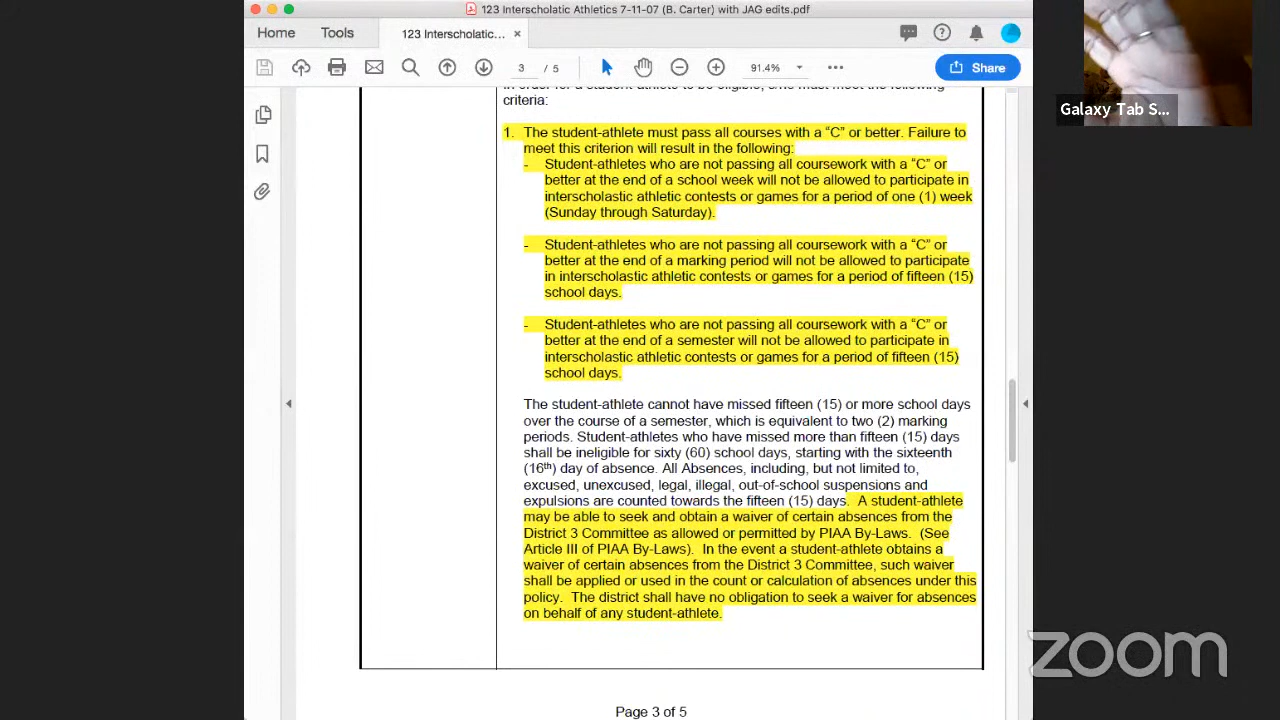 123 Interscholatic Athletics 7-11-07 (B. Carter) with JAG edits.pdf
Home Tools 123 Interscholatic... ×
3 / 5 91.4% Share
Galaxy Tab S...
In order for a student-athlete to be eligible, s/he must meet the following
criteria:
1. The student-athlete must pass all courses with a “C” or better. Failure to
meet this criterion will result in the following:
- Student-athletes who are not passing all coursework with a “C” or
better at the end of a school week will not be allowed to participate in
interscholastic athletic contests or games for a period of one (1) week
(Sunday through Saturday).
- Student-athletes who are not passing all coursework with a “C” or
better at the end of a marking period will not be allowed to participate
in interscholastic athletic contests or games for a period of fifteen (15)
school days.
- Student-athletes who are not passing all coursework with a “C” or
better at the end of a semester will not be allowed to participate in
interscholastic athletic contests or games for a period of fifteen (15)
school days.
The student-athlete cannot have missed fifteen (15) or more school days
over the course of a semester, which is equivalent to two (2) marking
periods. Student-athletes who have missed more than fifteen (15) days
shall be ineligible for sixty (60) school days, starting with the sixteenth
(16th) day of absence. All Absences, including, but not limited to,
excused, unexcused, legal, illegal, out-of-school suspensions and
expulsions are counted towards the fifteen (15) days. A student-athlete
may be able to seek and obtain a waiver of certain absences from the
District 3 Committee as allowed or permitted by PIAA By-Laws. (See
Article III of PIAA By-Laws). In the event a student-athlete obtains a
waiver of certain absences from the District 3 Committee, such waiver
shall be applied or used in the count or calculation of absences under this
policy. The district shall have no obligation to seek a waiver for absences
on behalf of any student-athlete.
zoom
Page 3 of 5